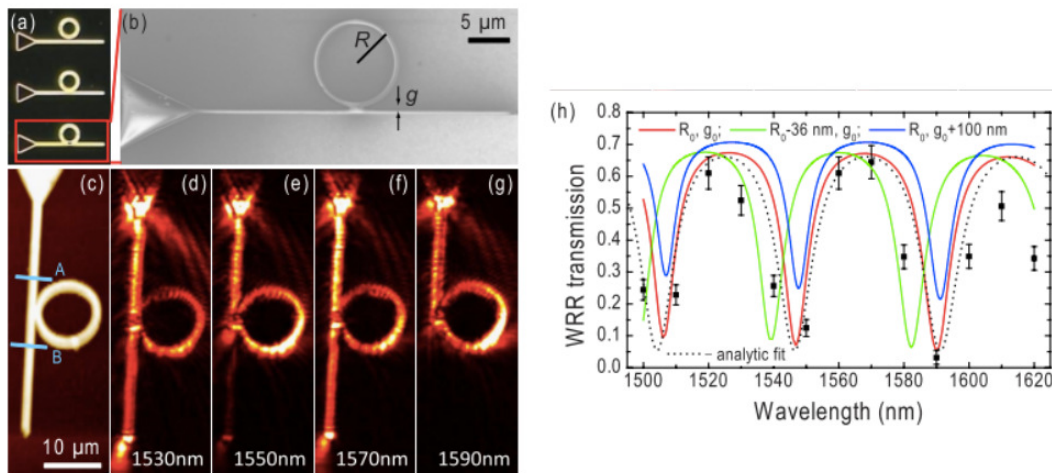 (a)
(b)
R
g
5 μm
(c)
A
B
10 μm
(d)
1530nm
(e)
1550nm
(f)
1570nm
(g)
1590nm
(h)
R₀, g₀; R₀-36 nm, g₀; R₀, g₀+100 nm
0.8
0.7
0.6
0.5
0.4
0.3
0.2
0.1
0.0
WRR transmission
– analytic fit
1500 1520 1540 1560 1580 1600 1620
Wavelength (nm)